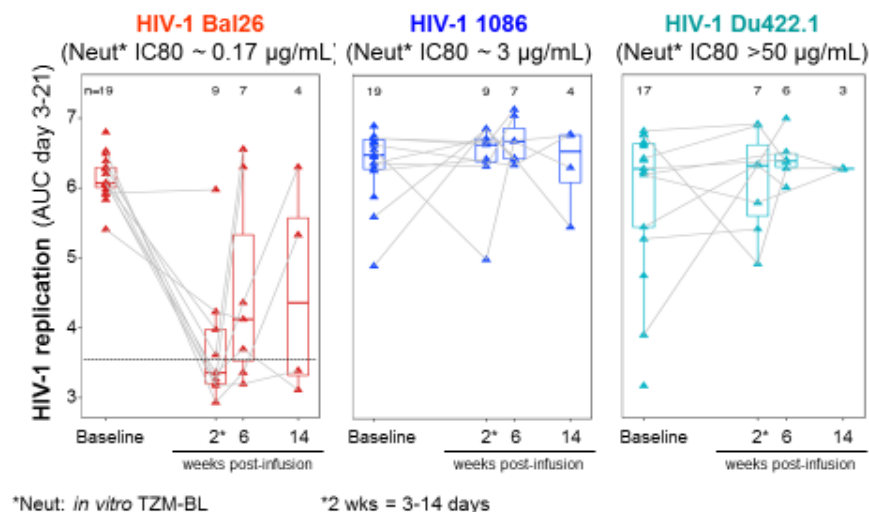 HIV-1 Bal26
(Neut* IC80 ~ 0.17 µg/mL)
HIV-1 1086
(Neut* IC80 ~ 3 µg/mL)
HIV-1 Du422.1
(Neut* IC80 >50 µg/mL)
HIV-1 replication (AUC day 3-21)
7
6
5
4
3
n=19
9
7
4
19
9
7
4
17
7
6
3
Baseline
2*
6
14
weeks post-infusion
Baseline
2*
6
14
weeks post-infusion
Baseline
2*
6
14
weeks post-infusion
*Neut: in vitro TZM-BL
*2 wks = 3-14 days